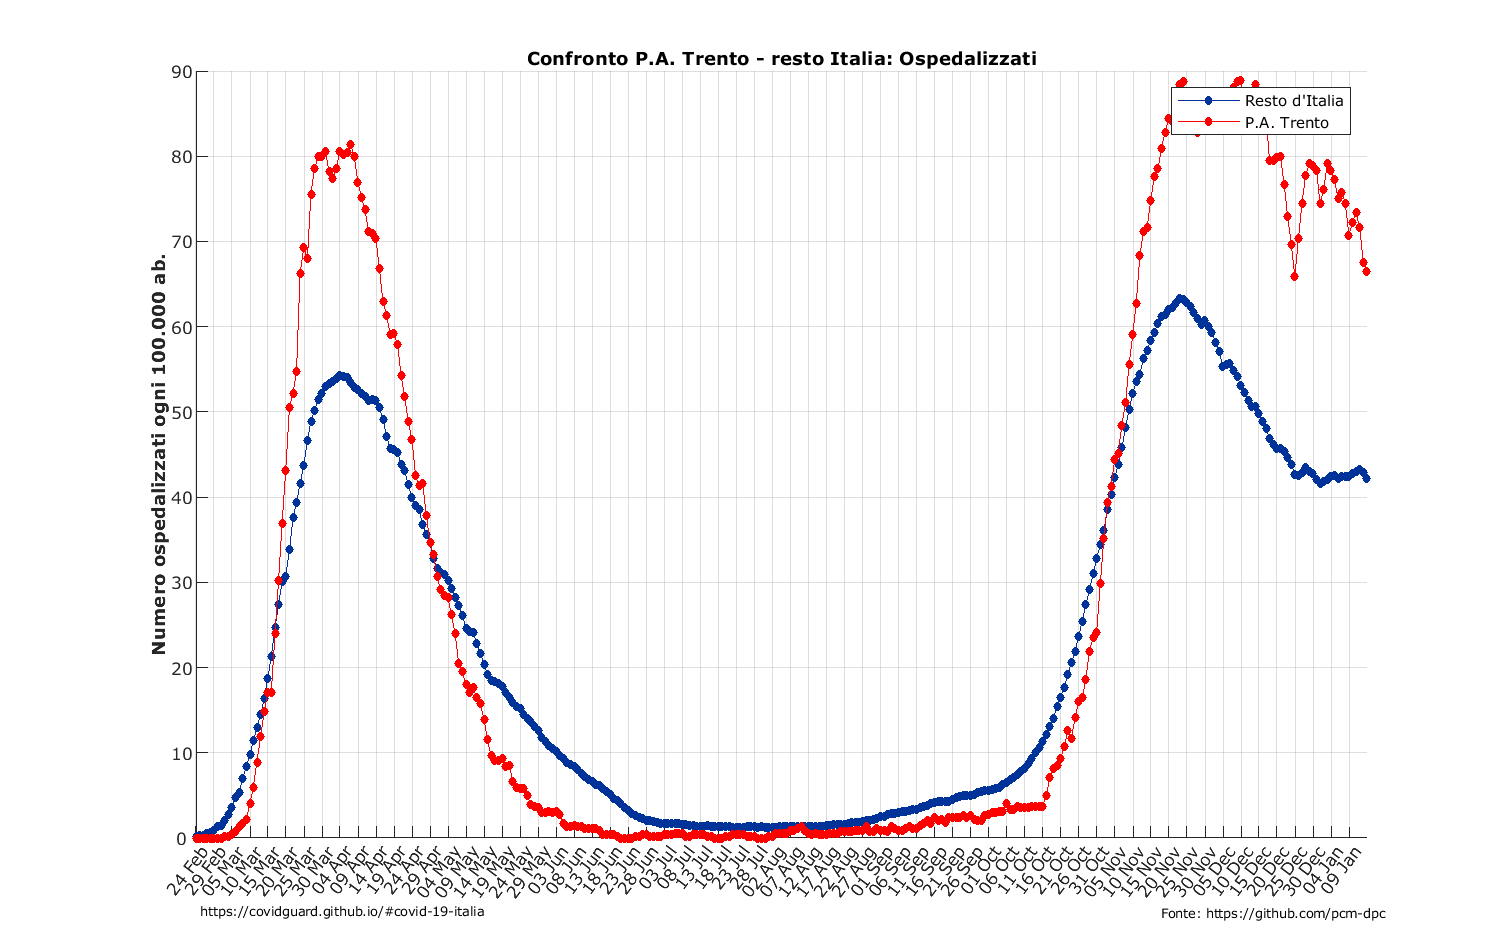 Confronto P.A. Trento - resto Italia: Ospedalizzati
Numero ospedalizzati ogni 100.000 ab.
90
80
70
60
50
40
30
20
10
0
Resto d'Italia
P.A. Trento
24 Feb
29 Feb
05 Mar
10 Mar
15 Mar
20 Mar
25 Mar
30 Mar
04 Apr
09 Apr
14 Apr
19 Apr
24 Apr
29 Apr
04 May
09 May
14 May
19 May
24 May
29 May
03 Jun
08 Jun
13 Jun
18 Jun
23 Jun
28 Jun
03 Jul
08 Jul
13 Jul
18 Jul
23 Jul
28 Jul
02 Aug
07 Aug
12 Aug
17 Aug
22 Aug
27 Aug
01 Sep
06 Sep
11 Sep
16 Sep
21 Sep
26 Sep
01 Oct
06 Oct
11 Oct
16 Oct
21 Oct
26 Oct
31 Oct
05 Nov
10 Nov
15 Nov
20 Nov
25 Nov
30 Nov
05 Dec
10 Dec
15 Dec
20 Dec
25 Dec
30 Dec
04 Jan
09 Jan
https://covidguard.github.io/#covid-19-italia
Fonte: https://github.com/pcm-dpc